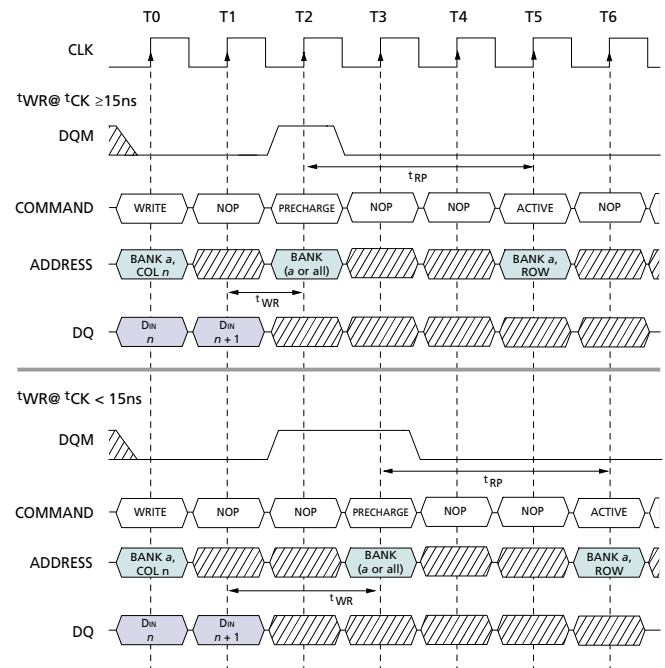 T0 T1 T2 T3 T4 T5 T6
CLK
tWR@ tCK ≥15ns
DQM
tRP
COMMAND WRITE NOP PRECHARGE NOP NOP ACTIVE NOP
ADDRESS BANK a, COL n BANK (a or all) BANK a, ROW
tWR
DQ DIN n DIN n + 1
tWR@ tCK < 15ns
DQM
tRP
COMMAND WRITE NOP NOP PRECHARGE NOP NOP ACTIVE
ADDRESS BANK a, COL n BANK (a or all) BANK a, ROW
tWR
DQ DIN n DIN n + 1